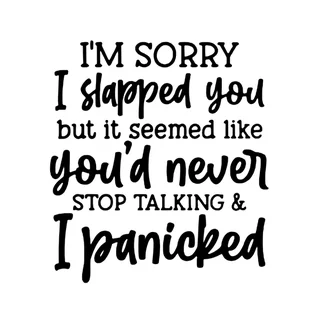 I'M SORRY
I slapped you
but it seemed like
you'd never
STOP TALKING &
I panicked